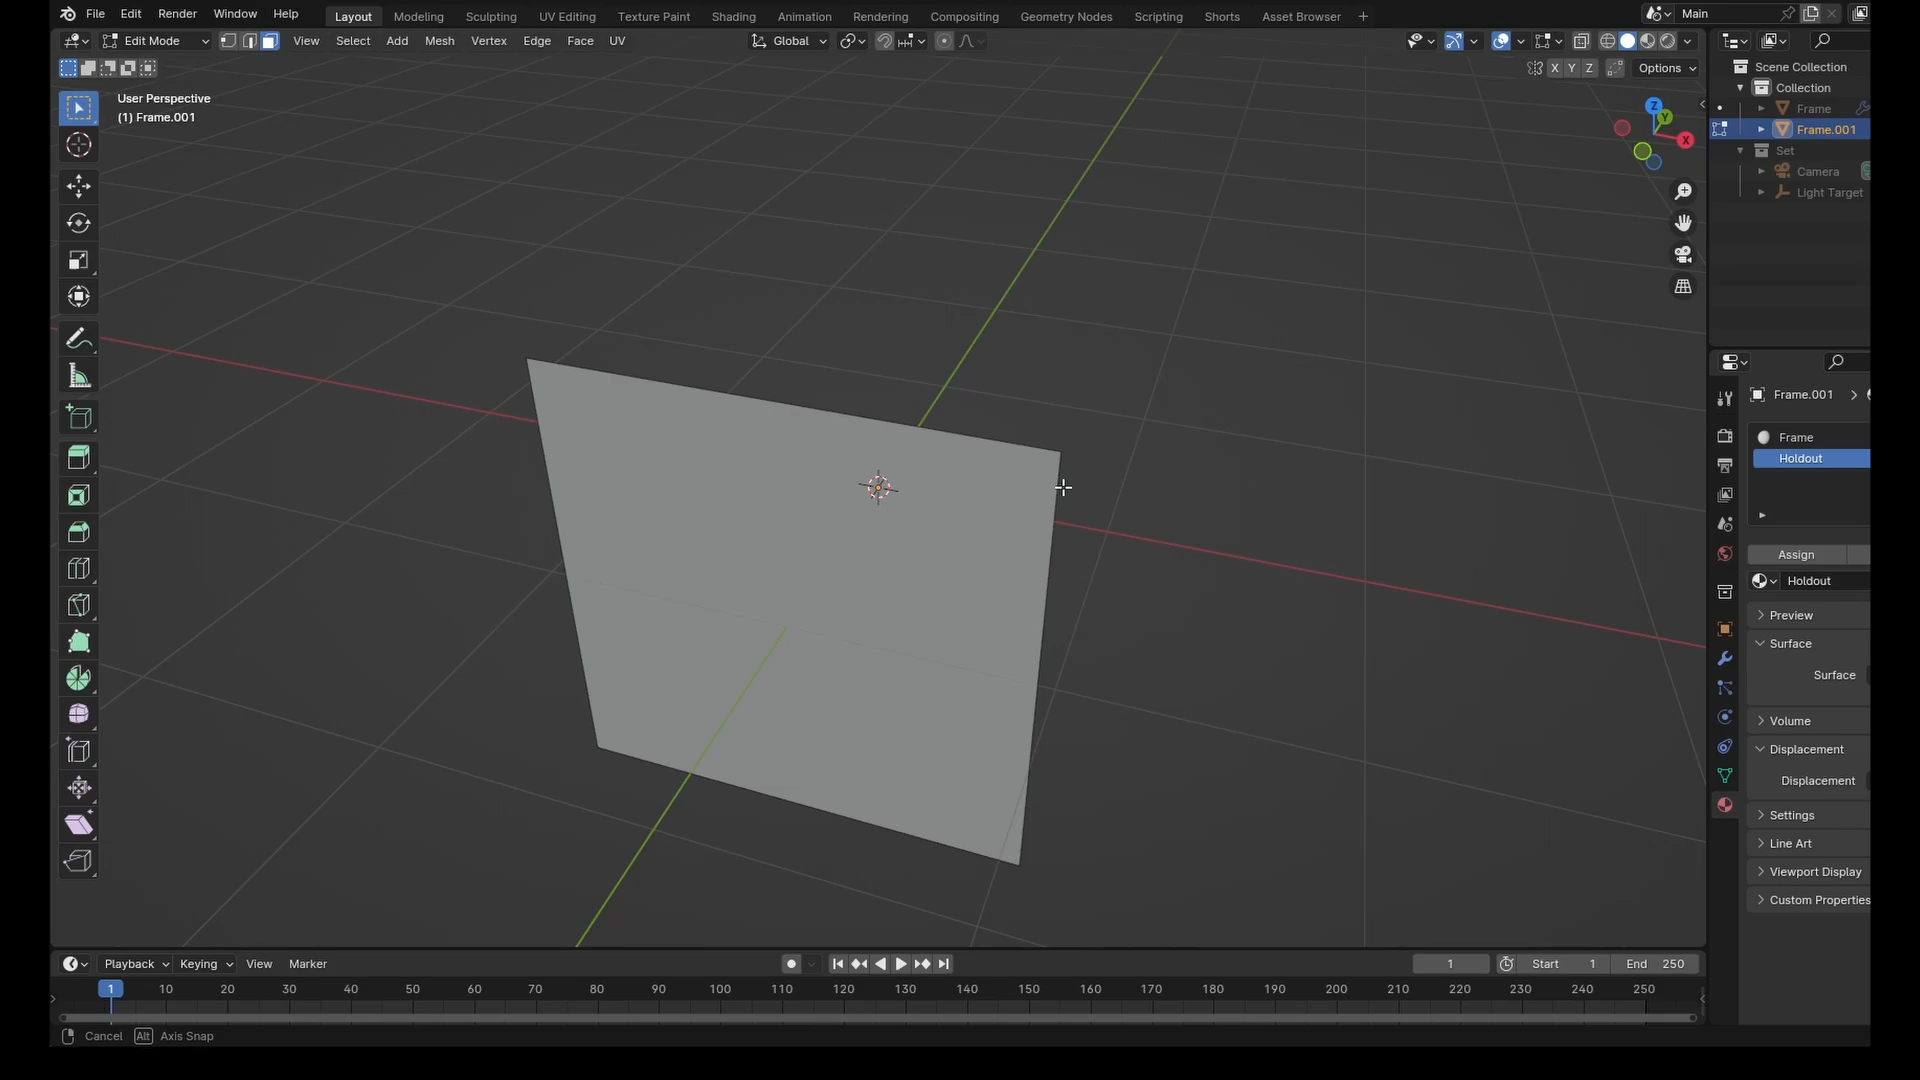 File Edit Render Window Help Layout Modeling Sculpting UV Editing Texture Paint Shading Animation Rendering Compositing Geometry Nodes Scripting Shorts Asset Browser + Main
Edit Mode View Select Add Mesh Vertex Edge Face UV Global
X Y Z Options
User Perspective
(1) Frame.001
Z
Y
X
Scene Collection
Collection
Frame
Frame.001
Set
Camera
Light Target
Frame.001
Frame
Holdout
Assign
Holdout
Preview
Surface
Surface
Volume
Displacement
Displacement
Settings
Line Art
Viewport Display
Custom Properties
Playback Keying View Marker 1 Start 1 End 250
1 10 20 30 40 50 60 70 80 90 100 110 120 130 140 150 160 170 180 190 200 210 220 230 240 250
Cancel Alt Axis Snap